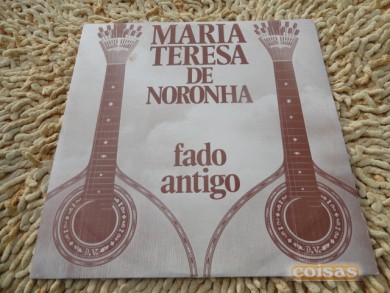 MARIA
TERESA
DE
NORONHA
fado
antigo
D.V.
D.V.
coisas